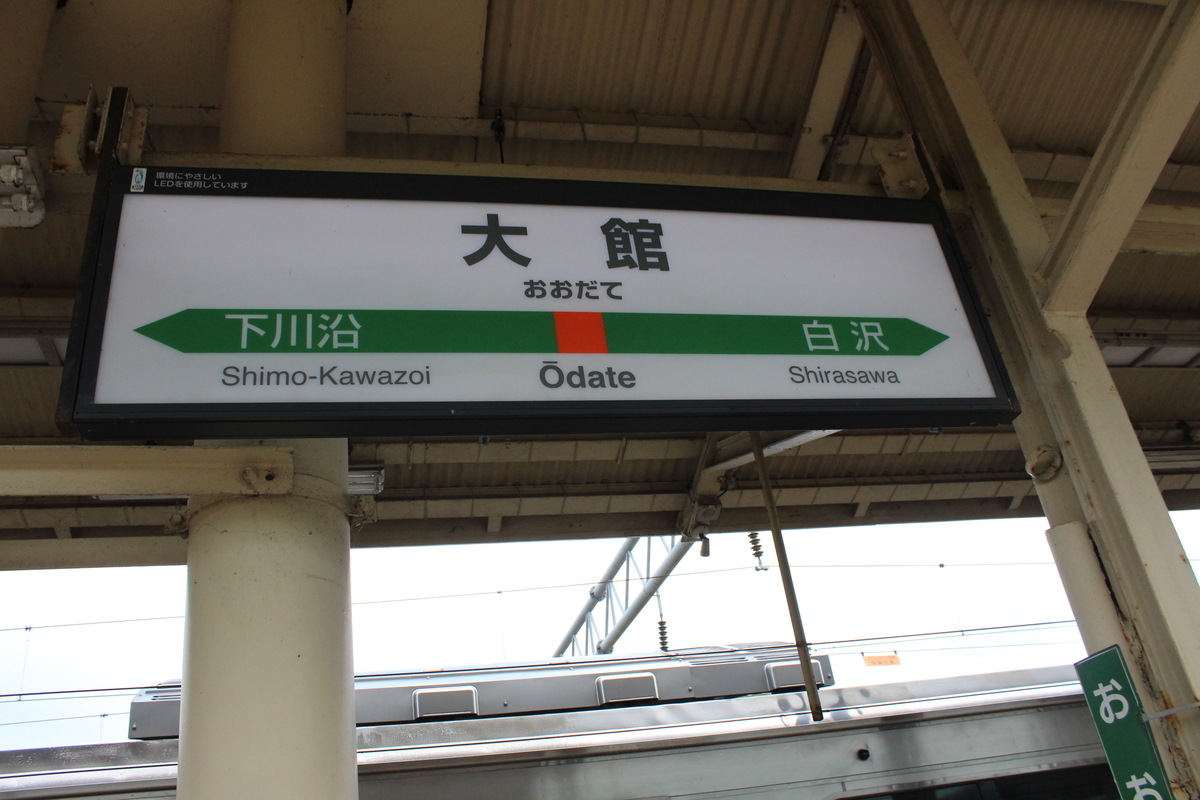 環境にやさしい
LEDを使用しています
大館
おおだて
下川沿 白沢
Shimo-Kawazoi Ōdate Shirasawa
お
お